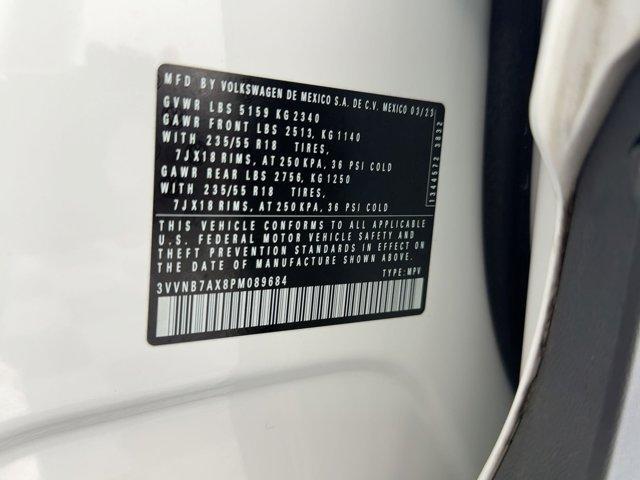 MFD BY VOLKSWAGEN DE MEXICO S.A. DE C.V. MEXICO 03/23
GVWR LBS 5159 KG 2340
GAWR FRONT LBS 2513, KG 1140
WITH 235/55 R18 TIRES,
7JX18 RIMS, AT 250 KPA, 36 PSI COLD
GAWR REAR LBS 2756, KG 1250
WITH 235/55 R18 TIRES,
7JX18 RIMS, AT 250 KPA, 36 PSI COLD
THIS VEHICLE CONFORMS TO ALL APPLICABLE
U.S. FEDERAL MOTOR VEHICLE SAFETY AND
THEFT PREVENTION STANDARDS IN EFFECT ON
THE DATE OF MANUFACTURE SHOWN ABOVE
3VVNB7AX8PM089684 TYPE: MPV
1344572 3832